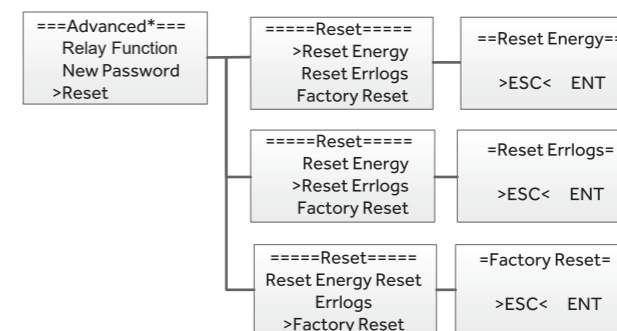 ===Advanced*===
Relay Function
New Password
>Reset
=====Reset=====
>Reset Energy
Reset Errlogs
Factory Reset
==Reset Energy==
>ESC< ENT
=====Reset=====
Reset Energy
>Reset Errlogs
Factory Reset
=Reset Errlogs=
>ESC< ENT
=====Reset=====
Reset Energy Reset
Errlogs
>Factory Reset
=Factory Reset=
>ESC< ENT